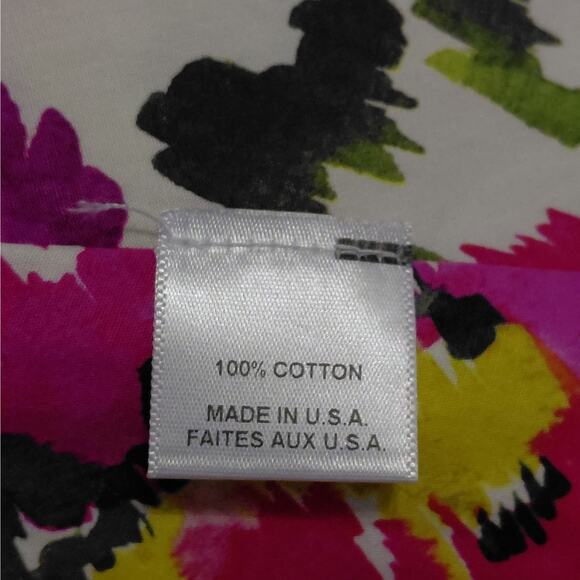 100% COTTON
MADE IN U.S.A.
FAITES AUX U.S.A.